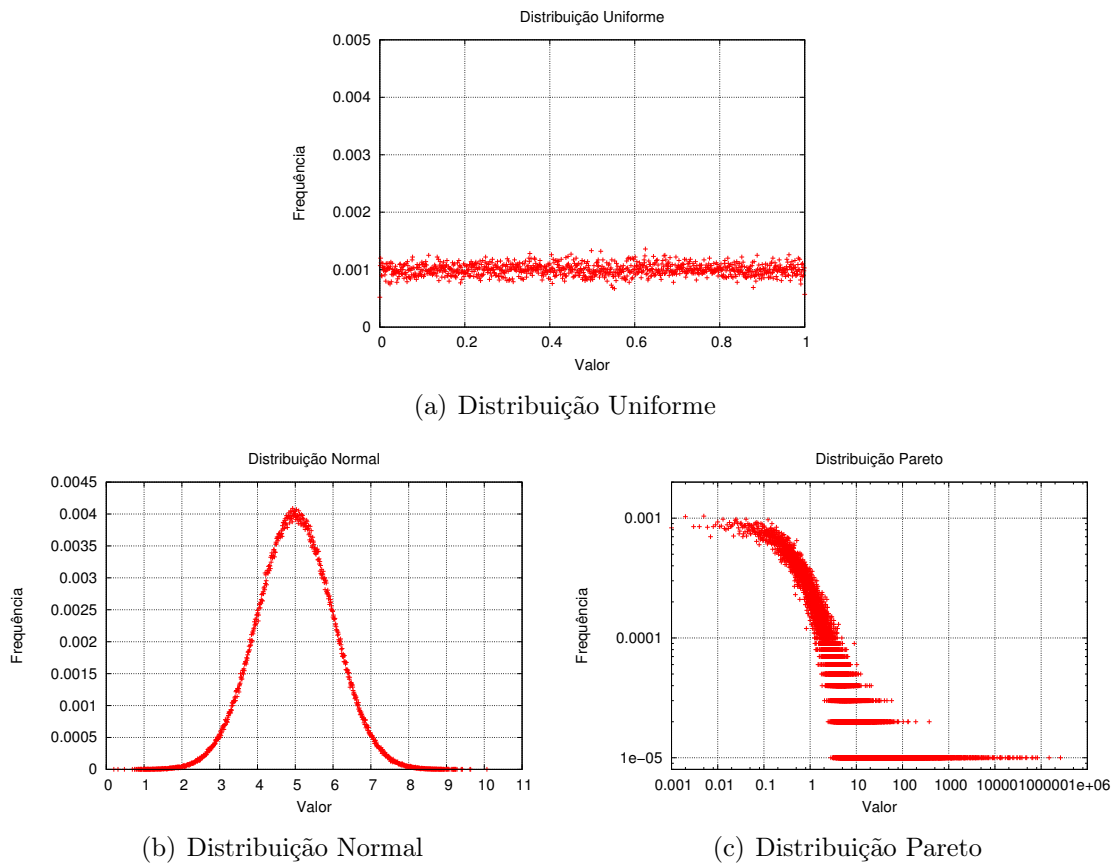 Distribuição Uniforme
0.005
0.004
0.003
0.002
0.001
0
Frequência
0 0.2 0.4 0.6 0.8 1
Valor
(a) Distribuição Uniforme
Distribuição Normal
0.0045
0.004
0.0035
0.003
0.0025
0.002
0.0015
0.001
0.0005
0
Frequência
0 1 2 3 4 5 6 7 8 9 10 11
Valor
(b) Distribuição Normal
Distribuição Pareto
0.001
0.0001
1e−05
Frequência
0.001 0.01 0.1 1 10 100 1000 10000 100000 1e+06
Valor
(c) Distribuição Pareto